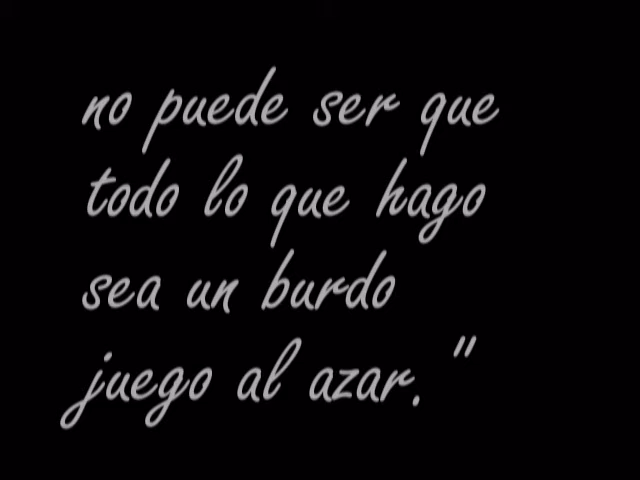 no puede ser que
todo lo que hago
sea un burdo
juego al azar."